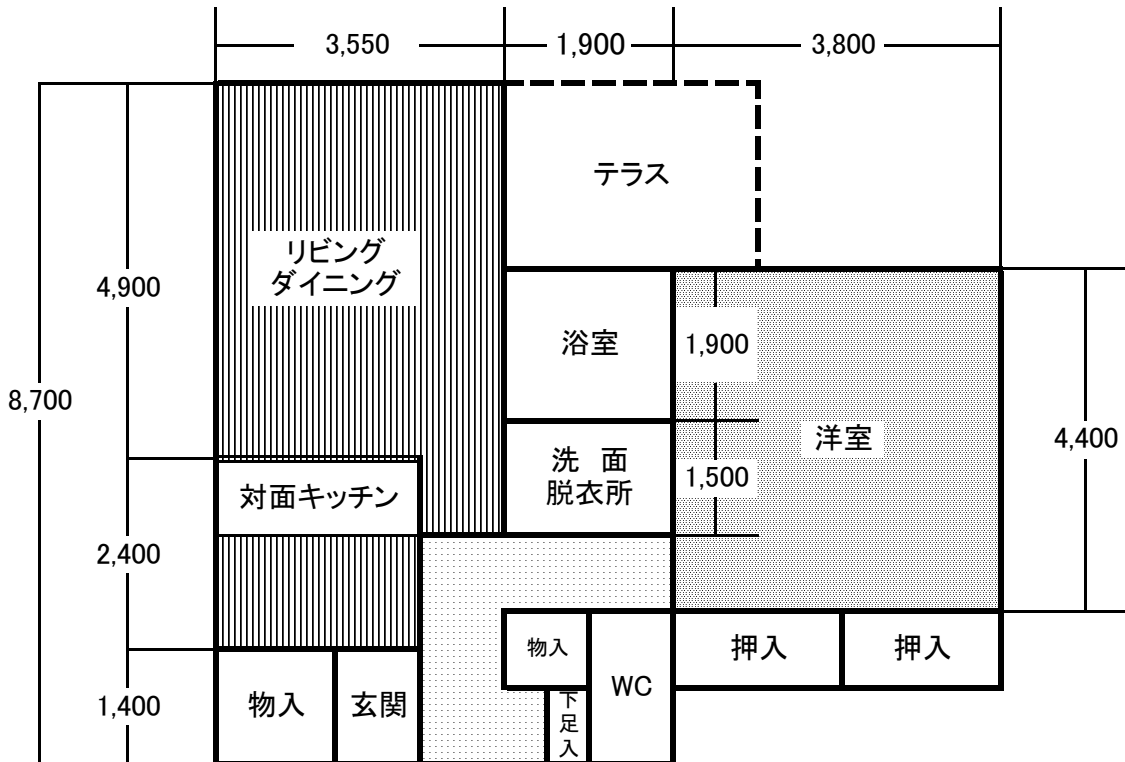 3,550
1,900
3,800
テラス
リビング
ダイニング
4,900
浴室
1,900
8,700
洋室
4,400
洗 面
脱衣所
1,500
対面キッチン
2,400
物入
押入
押入
WC
下
足
入
物入
玄関
1,400